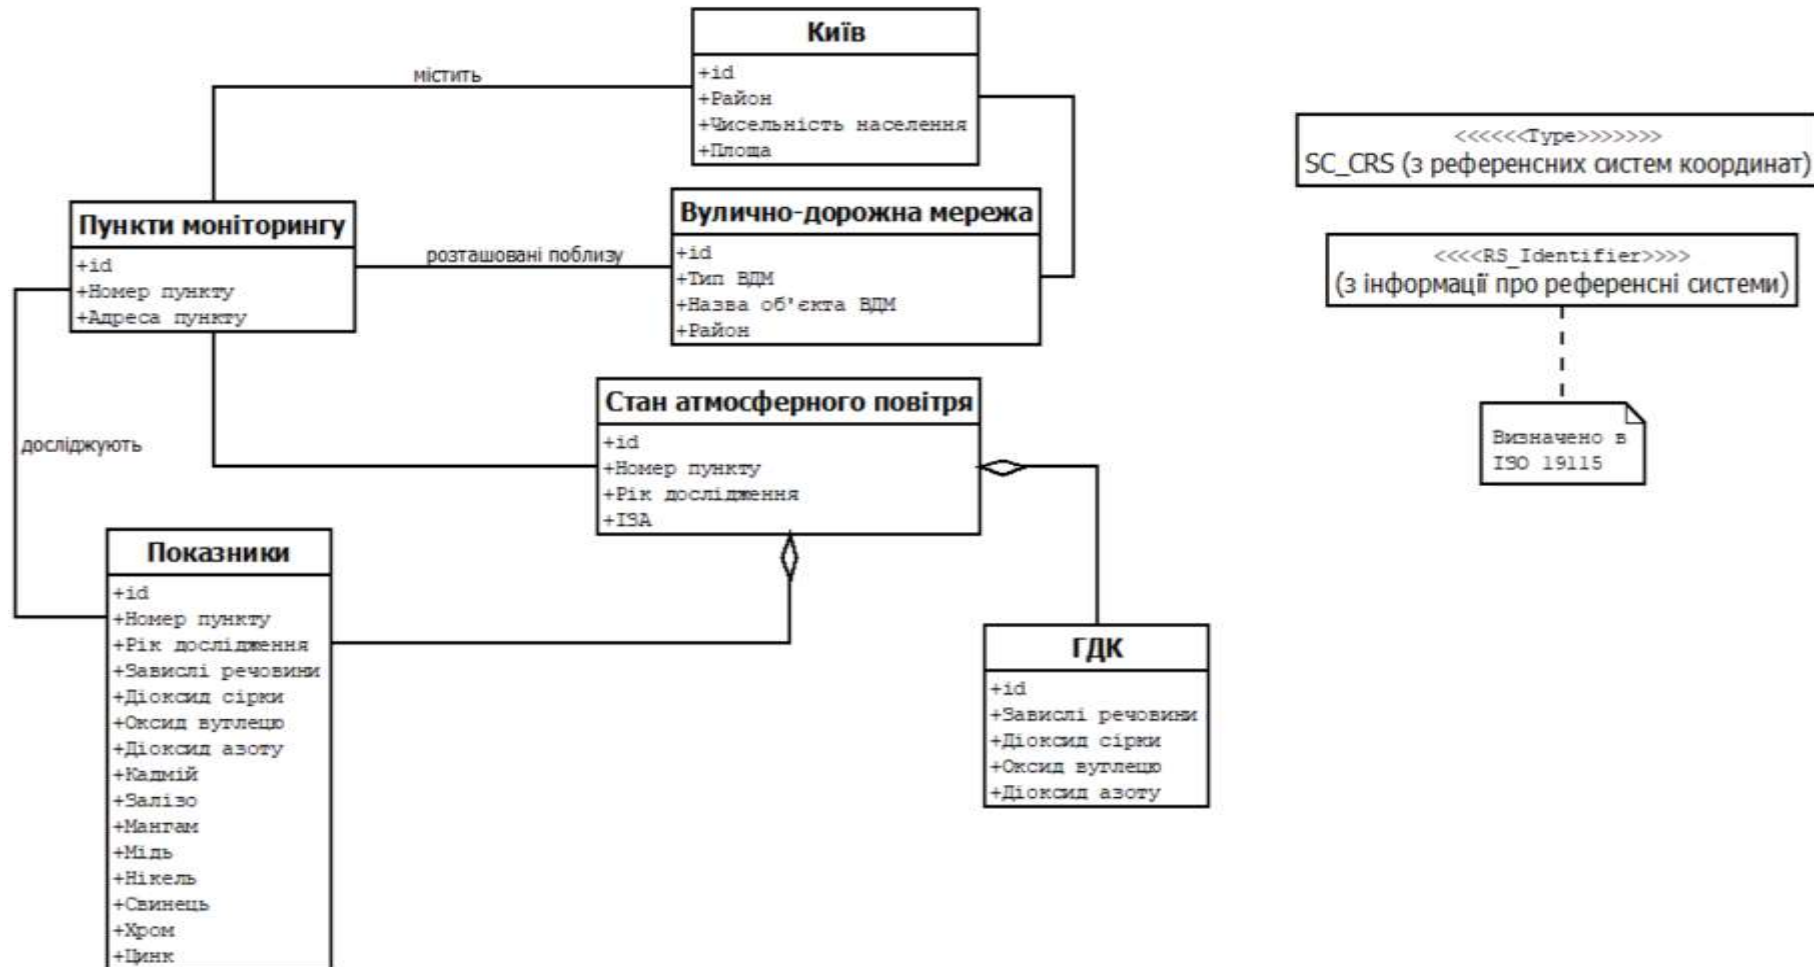 Київ
+id
+Район
+Чисельність населення
+Площа
містить
Пункти моніторингу
+id
+Номер пункту
+Адреса пункту
розташовані поблизу
Вулично-дорожна мережа
+id
+Тип ВДМ
+Назва об'єкта ВДМ
+Район
досліджують
Стан атмосферного повітря
+id
+Номер пункту
+Рік дослідження
+ІЗА
Показники
+id
+Номер пункту
+Рік дослідження
+Завислі речовини
+Діоксид сірки
+Оксид вуглецю
+Діоксид азоту
+Кадмій
+Залізо
+Манган
+Мідь
+Нікель
+Свинець
+Хром
+Цинк
ГДК
+id
+Завислі речовини
+Діоксид сірки
+Оксид вуглецю
+Діоксид азоту
<<<<<<Type>>>>>>>
SC_CRS (з референсних систем координат)
<<<<RS_Identifier>>>>
(з інформації про референсні системи)
Визначено в
ІSO 19115